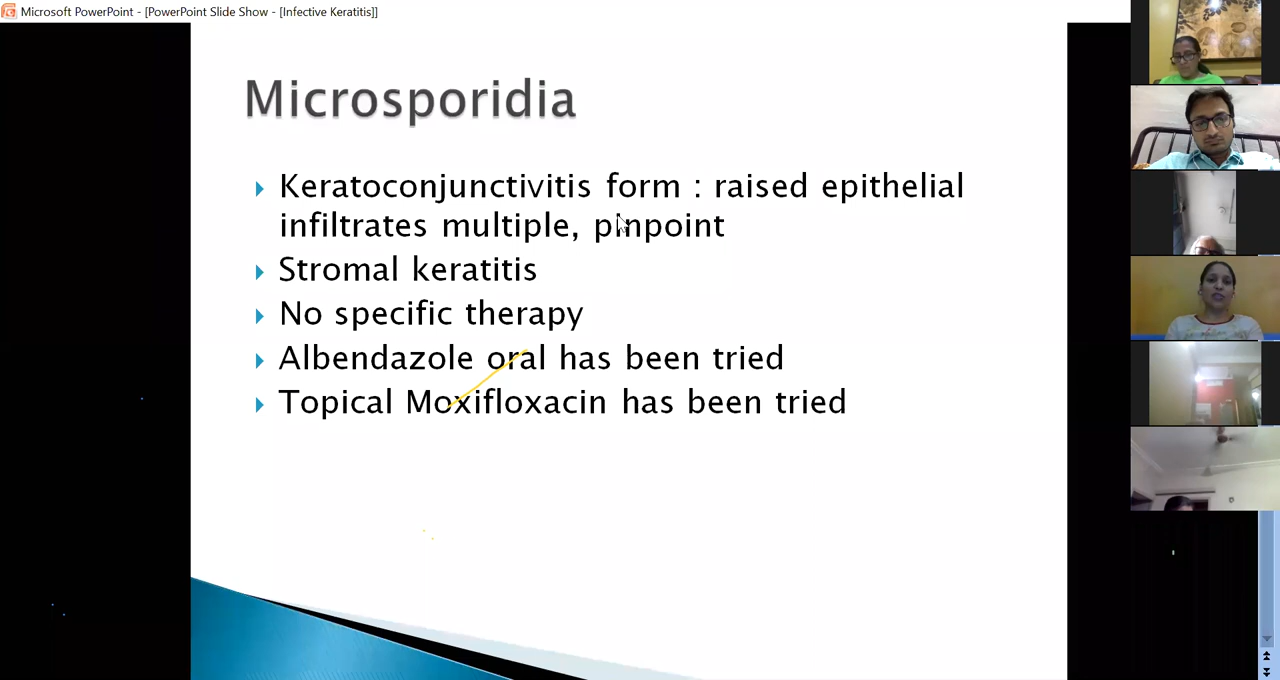 Microsoft PowerPoint - [PowerPoint Slide Show - [Infective Keratitis]]
Microsporidia
Keratoconjunctivitis form : raised epithelial
infiltrates multiple, pinpoint
Stromal keratitis
No specific therapy
Albendazole oral has been tried
Topical Moxifloxacin has been tried